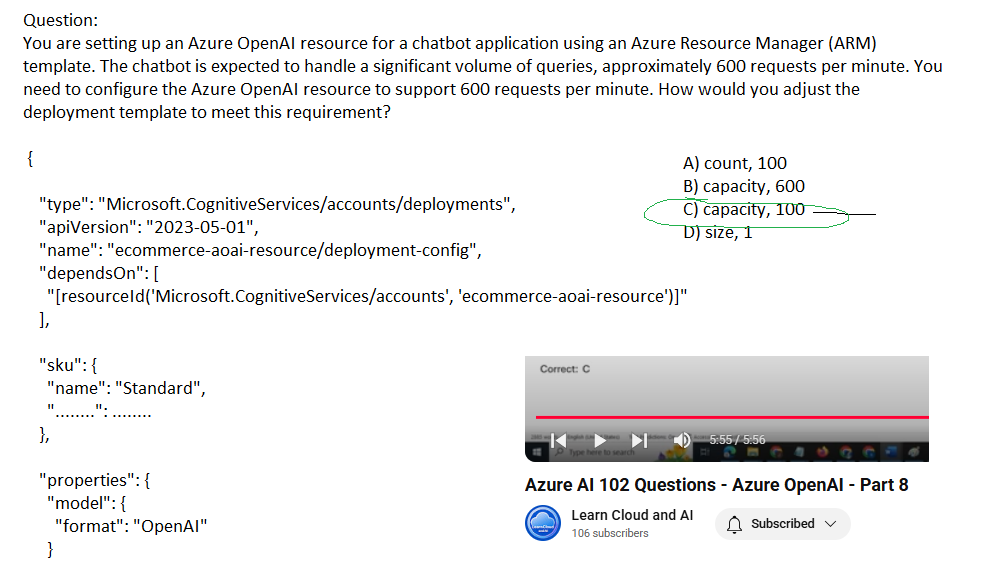 Question:
You are setting up an Azure OpenAI resource for a chatbot application using an Azure Resource Manager (ARM)
template. The chatbot is expected to handle a significant volume of queries, approximately 600 requests per minute. You
need to configure the Azure OpenAI resource to support 600 requests per minute. How would you adjust the
deployment template to meet this requirement?
{
"type": "Microsoft.CognitiveServices/accounts/deployments",
"apiVersion": "2023-05-01",
"name": "ecommerce-aoai-resource/deployment-config",
"dependsOn": [
"[resourceId('Microsoft.CognitiveServices/accounts', 'ecommerce-aoai-resource')]"
],
"sku": {
"name": "Standard",
"........": ........
},
"properties": {
"model": {
"format": "OpenAI"
}
A) count, 100
B) capacity, 600
C) capacity, 100
D) size, 1
Correct: C
5:55 / 5:56
Type here to search
Azure AI 102 Questions - Azure OpenAI - Part 8
Learn Cloud and AI
106 subscribers
Subscribed